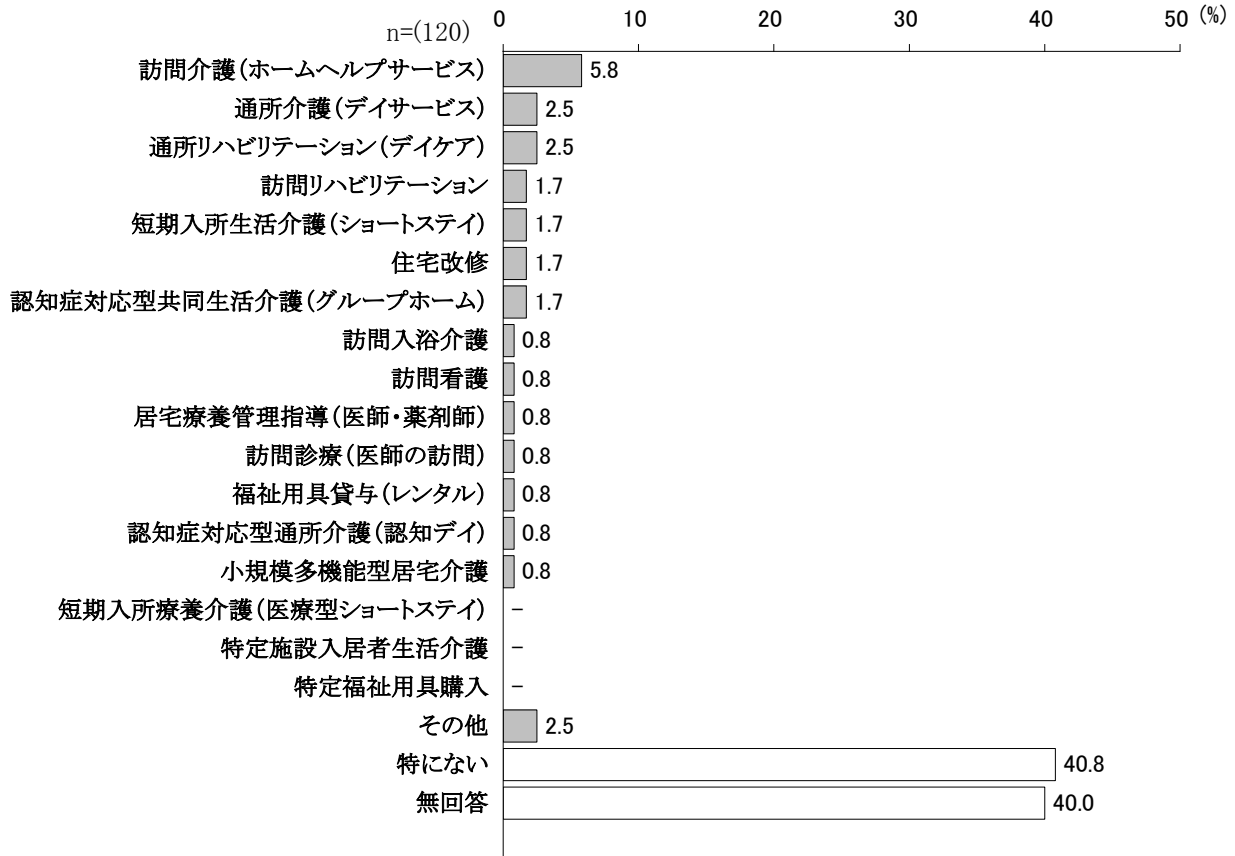 0 10 20 30 40 50 (%)
n=(120)
訪問介護(ホームヘルプサービス) 5.8
通所介護(デイサービス) 2.5
通所リハビリテーション(デイケア) 2.5
訪問リハビリテーション 1.7
短期入所生活介護(ショートステイ) 1.7
住宅改修 1.7
認知症対応型共同生活介護(グループホーム) 1.7
訪問入浴介護 0.8
訪問看護 0.8
居宅療養管理指導(医師・薬剤師) 0.8
訪問診療(医師の訪問) 0.8
福祉用具貸与(レンタル) 0.8
認知症対応型通所介護(認知デイ) 0.8
小規模多機能型居宅介護 0.8
短期入所療養介護(医療型ショートステイ) -
特定施設入居者生活介護 -
特定福祉用具購入 -
その他 2.5
特にない 40.8
無回答 40.0